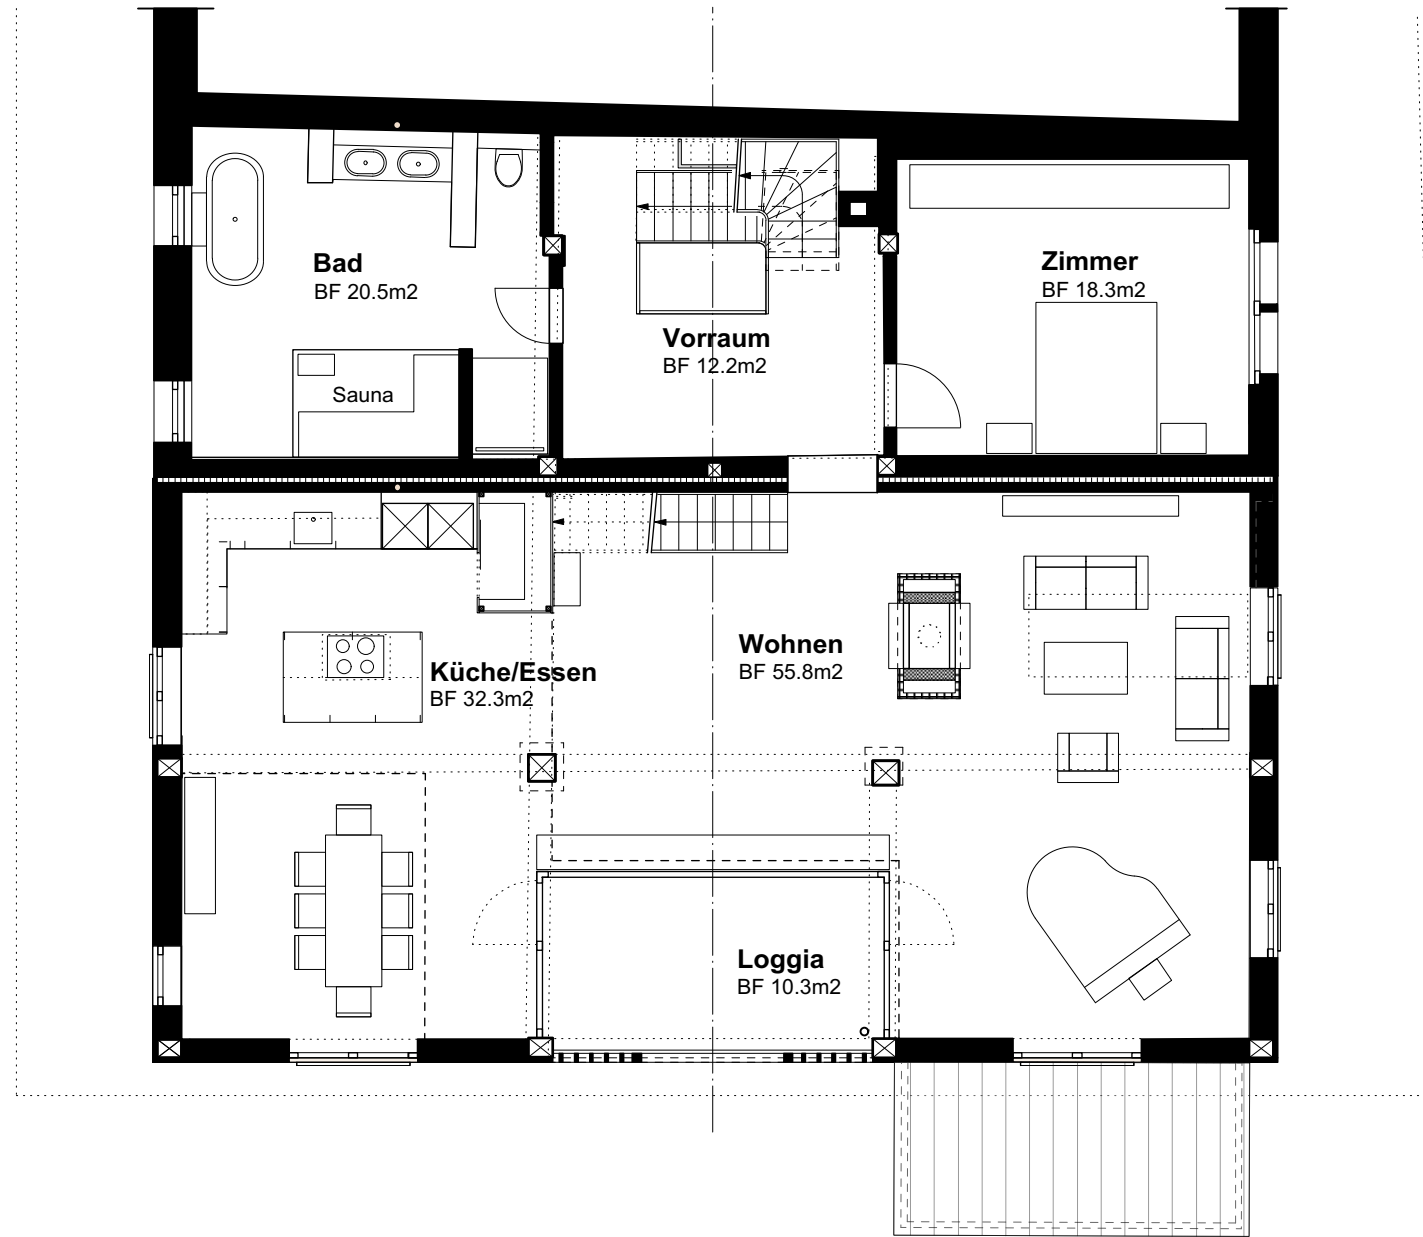 Bad
BF 20.5m2
Zimmer
BF 18.3m2
Vorraum
BF 12.2m2
Sauna
Wohnen
BF 55.8m2
Küche/Essen
BF 32.3m2
Loggia
BF 10.3m2